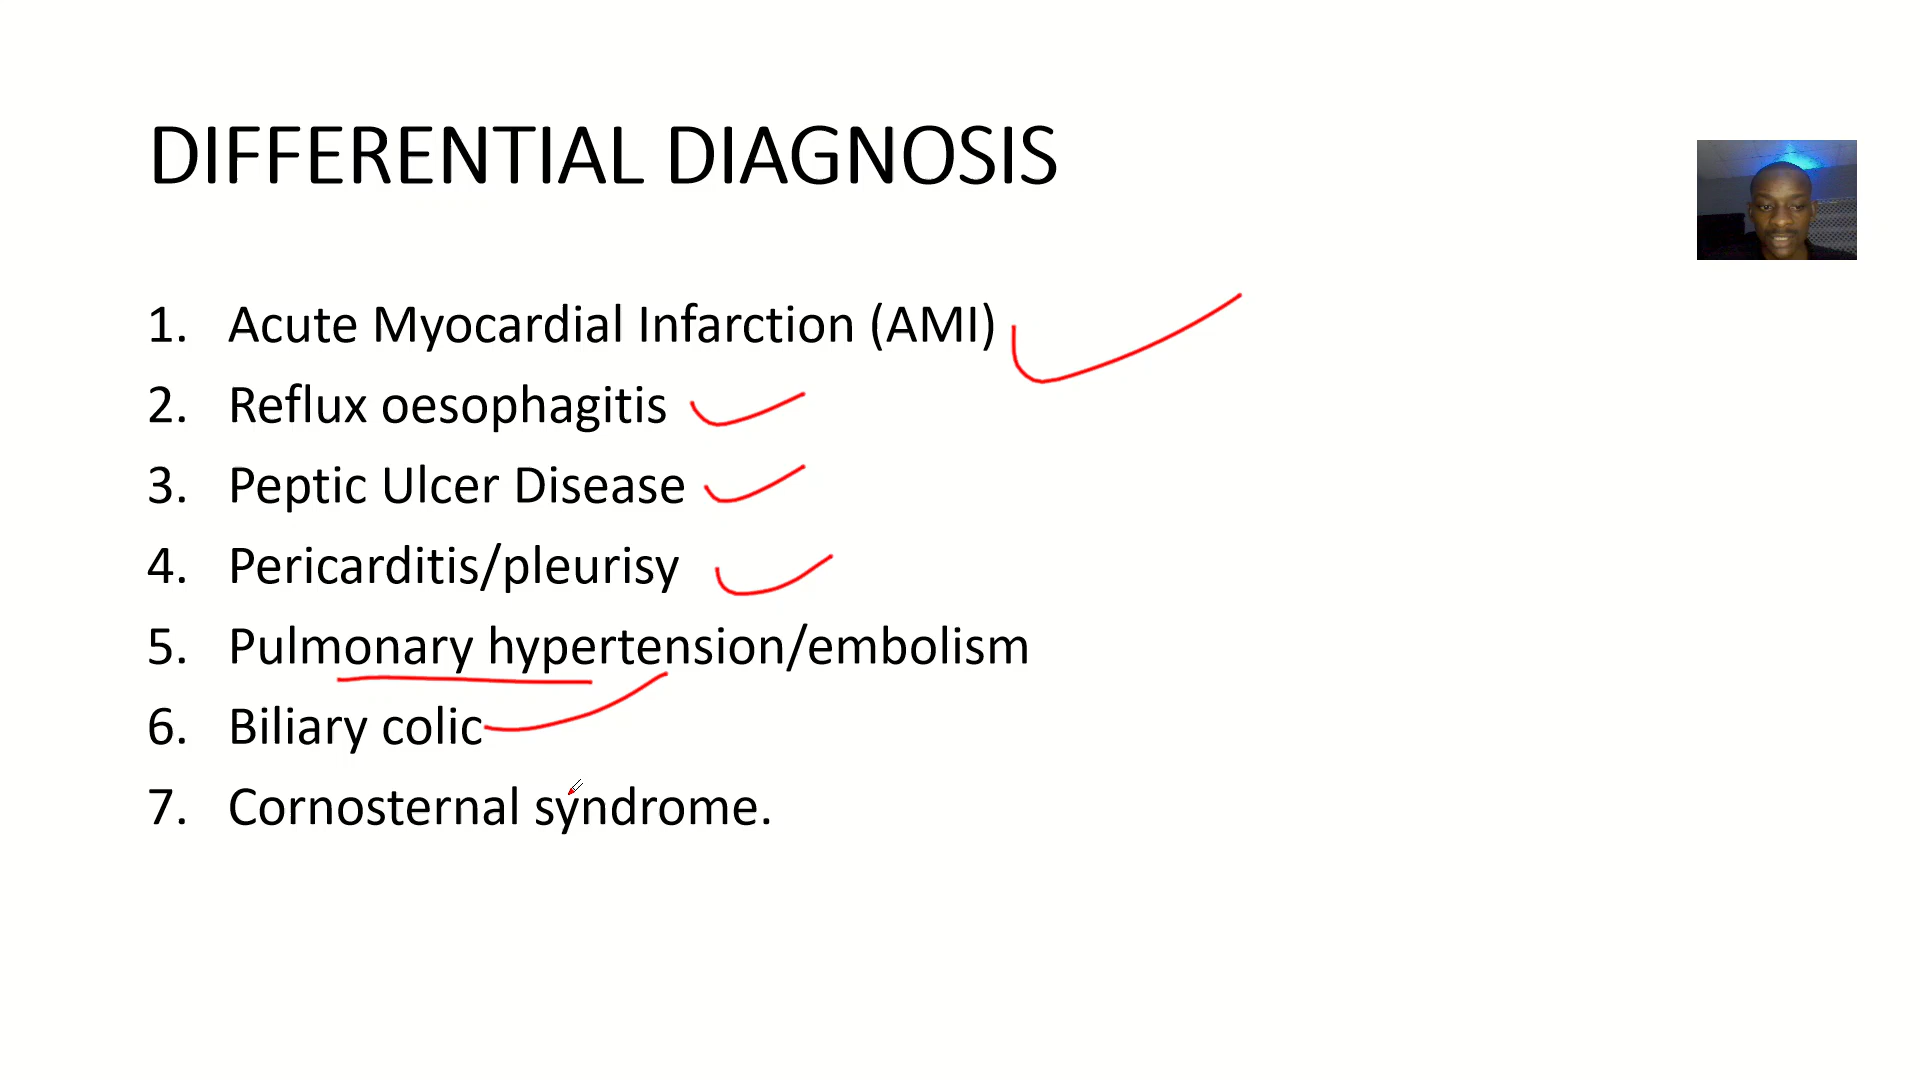 DIFFERENTIAL DIAGNOSIS
1. Acute Myocardial Infarction (AMI)
2. Reflux oesophagitis
3. Peptic Ulcer Disease
4. Pericarditis/pleurisy
5. Pulmonary hypertension/embolism
6. Biliary colic
7. Cornosternal syndrome.